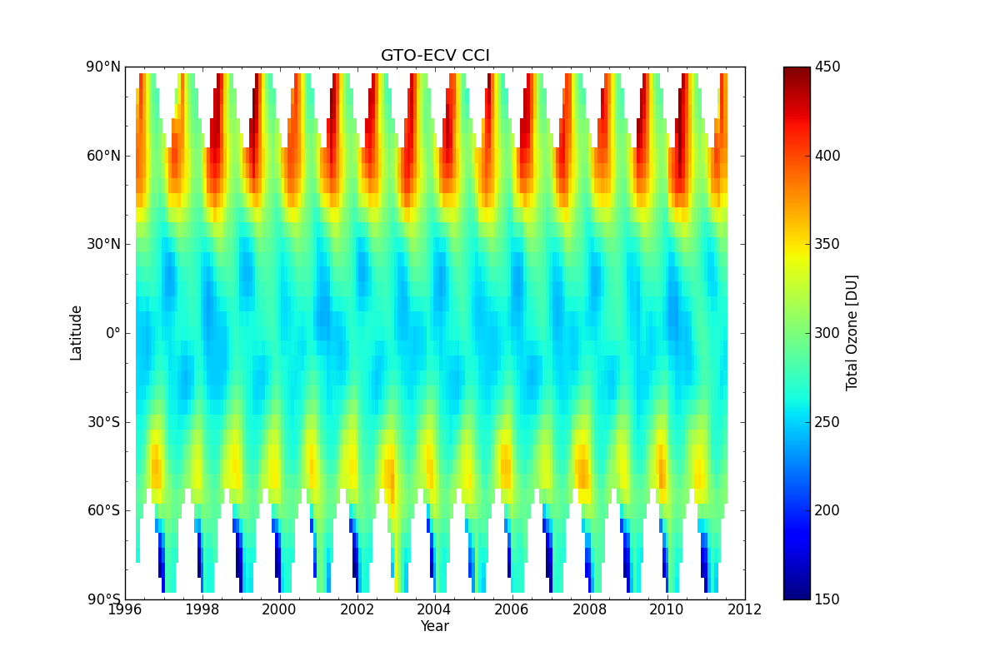 GTO-ECV CCI
90°N
60°N
30°N
0°
30°S
60°S
90°S
Latitude
1996
1998
2000
2002
2004
2006
2008
2010
2012
Year
450
400
350
300
250
200
150
Total Ozone [DU]